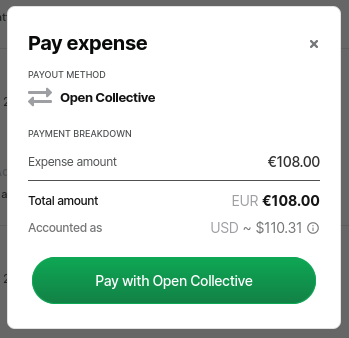 Pay expense
PAYOUT METHOD
Open Collective
PAYMENT BREAKDOWN
Expense amount €108.00
Total amount EUR €108.00
Accounted as USD ~ $110.31
Pay with Open Collective